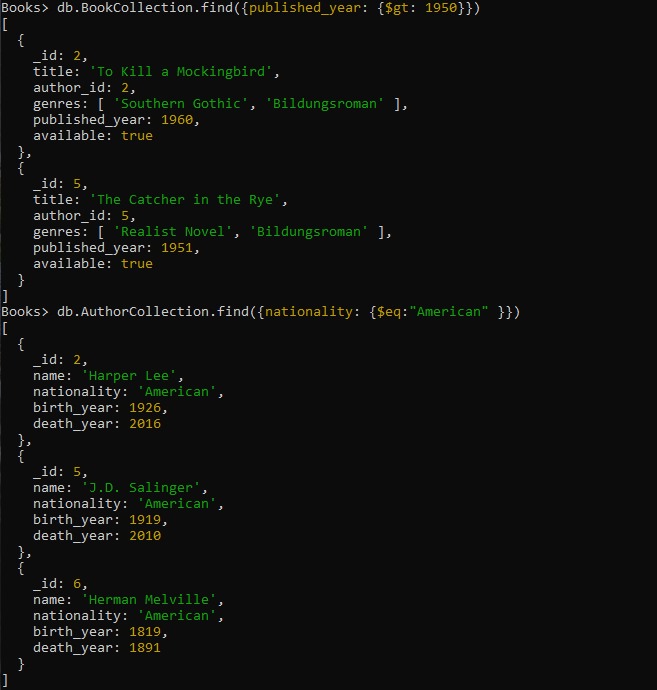 Books> db.BookCollection.find({published_year: {$gt: 1950}})
[
  {
    _id: 2,
    title: 'To Kill a Mockingbird',
    author_id: 2,
    genres: [ 'Southern Gothic', 'Bildungsroman' ],
    published_year: 1960,
    available: true
  },
  {
    _id: 5,
    title: 'The Catcher in the Rye',
    author_id: 5,
    genres: [ 'Realist Novel', 'Bildungsroman' ],
    published_year: 1951,
    available: true
  }
]
Books> db.AuthorCollection.find({nationality: {$eq:"American" }})
[
  {
    _id: 2,
    name: 'Harper Lee',
    nationality: 'American',
    birth_year: 1926,
    death_year: 2016
  },
  {
    _id: 5,
    name: 'J.D. Salinger',
    nationality: 'American',
    birth_year: 1919,
    death_year: 2010
  },
  {
    _id: 6,
    name: 'Herman Melville',
    nationality: 'American',
    birth_year: 1819,
    death_year: 1891
  }
]